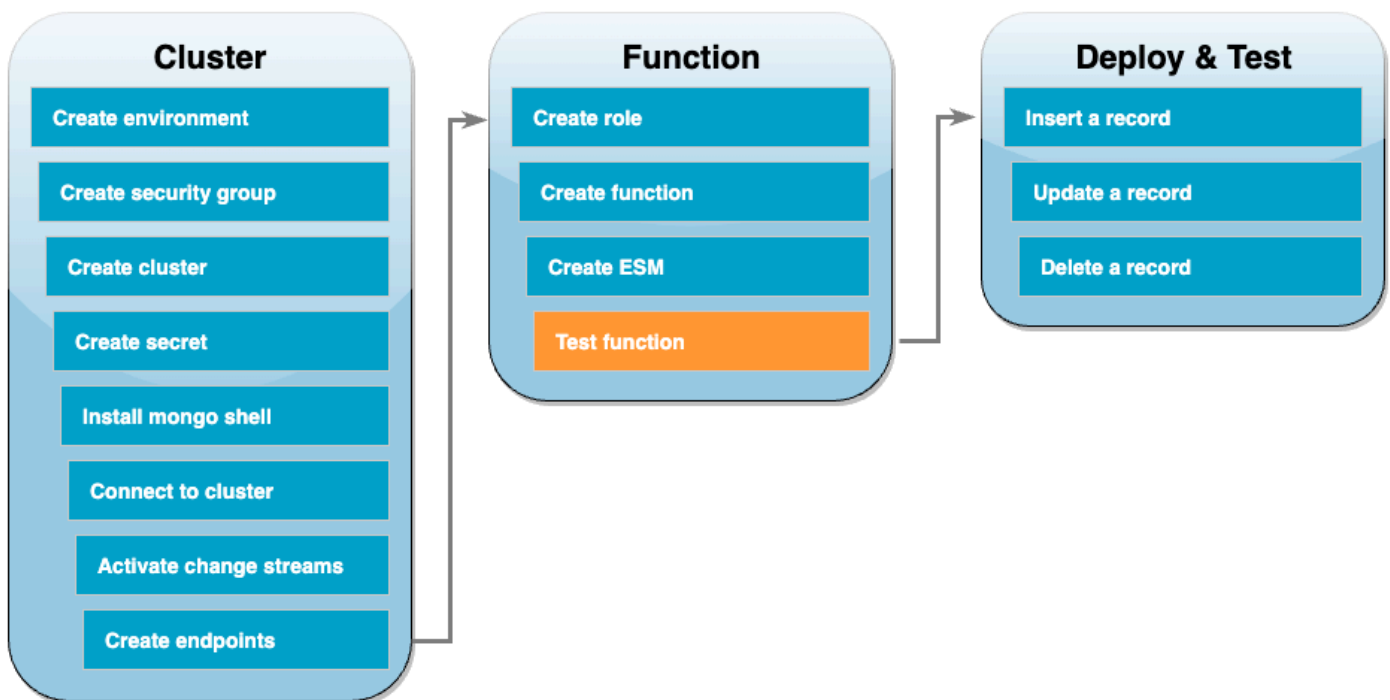 Cluster
Create environment
Create security group
Create cluster
Create secret
Install mongo shell
Connect to cluster
Activate change streams
Create endpoints
Function
Create role
Create function
Create ESM
Test function
Deploy & Test
Insert a record
Update a record
Delete a record